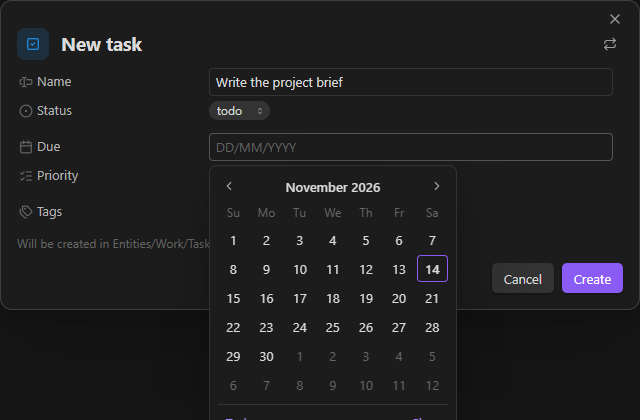 New task
Name
Write the project brief
Status
todo
Due
DD/MM/YYYY
Priority
November 2026
Su Mo Tu We Th Fr Sa
Tags
1 2 3 4 5 6 7
Will be created in Entities/Work/Task
8 9 10 11 12 13 14
Cancel
Create
15 16 17 18 19 20 21
22 23 24 25 26 27 28
29 30 1 2 3 4 5
6 7 8 9 10 11 12